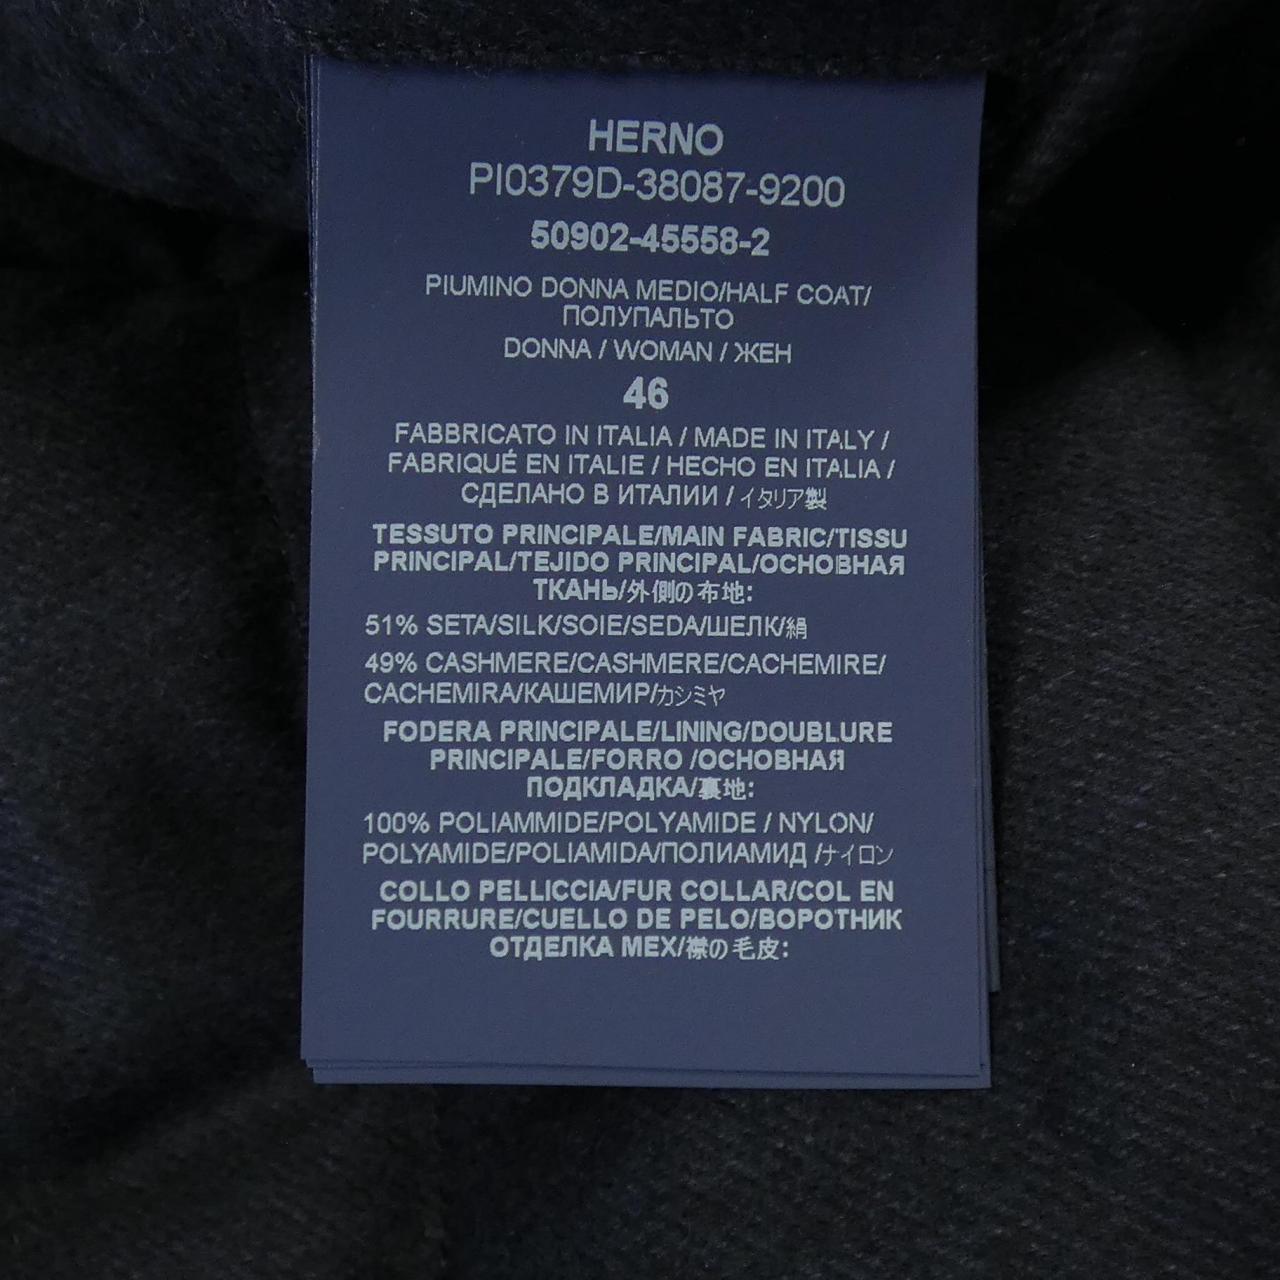 HERNO
PI0379D-38087-9200
50902-45558-2
PIUMINO DONNA MEDIO/HALF COAT/
ПОЛУПАЛЬТО
DONNA / WOMAN / ЖЕН
46
FABBRICATO IN ITALIA / MADE IN ITALY /
FABRIQUÉ EN ITALIE / HECHO EN ITALIA /
СДЕЛАНО В ИТАЛИИ / イタリア製
TESSUTO PRINCIPALE/MAIN FABRIC/TISSU
PRINCIPAL/TEJIDO PRINCIPAL/ОСНОВНАЯ
ТКАНЬ/外側の布地:
51% SETA/SILK/SOIE/SEDA/ШЕЛК/絹
49% CASHMERE/CASHMERE/CACHEMIRE/
CACHEMIRA/КАШЕМИР/カシミヤ
FODERA PRINCIPALE/LINING/DOUBLURE
PRINCIPALE/FORRO /ОСНОВНАЯ
ПОДКЛАДКА/裏地:
100% POLIAMMIDE/POLYAMIDE / NYLON/
POLYAMIDE/POLIAMIDA/ПОЛИАМИД /ナイロン
COLLO PELLICCIA/FUR COLLAR/COL EN
FOURRURE/CUELLO DE PELO/ВОРОТНИК
ОТДЕЛКА МЕХ/襟の毛皮: